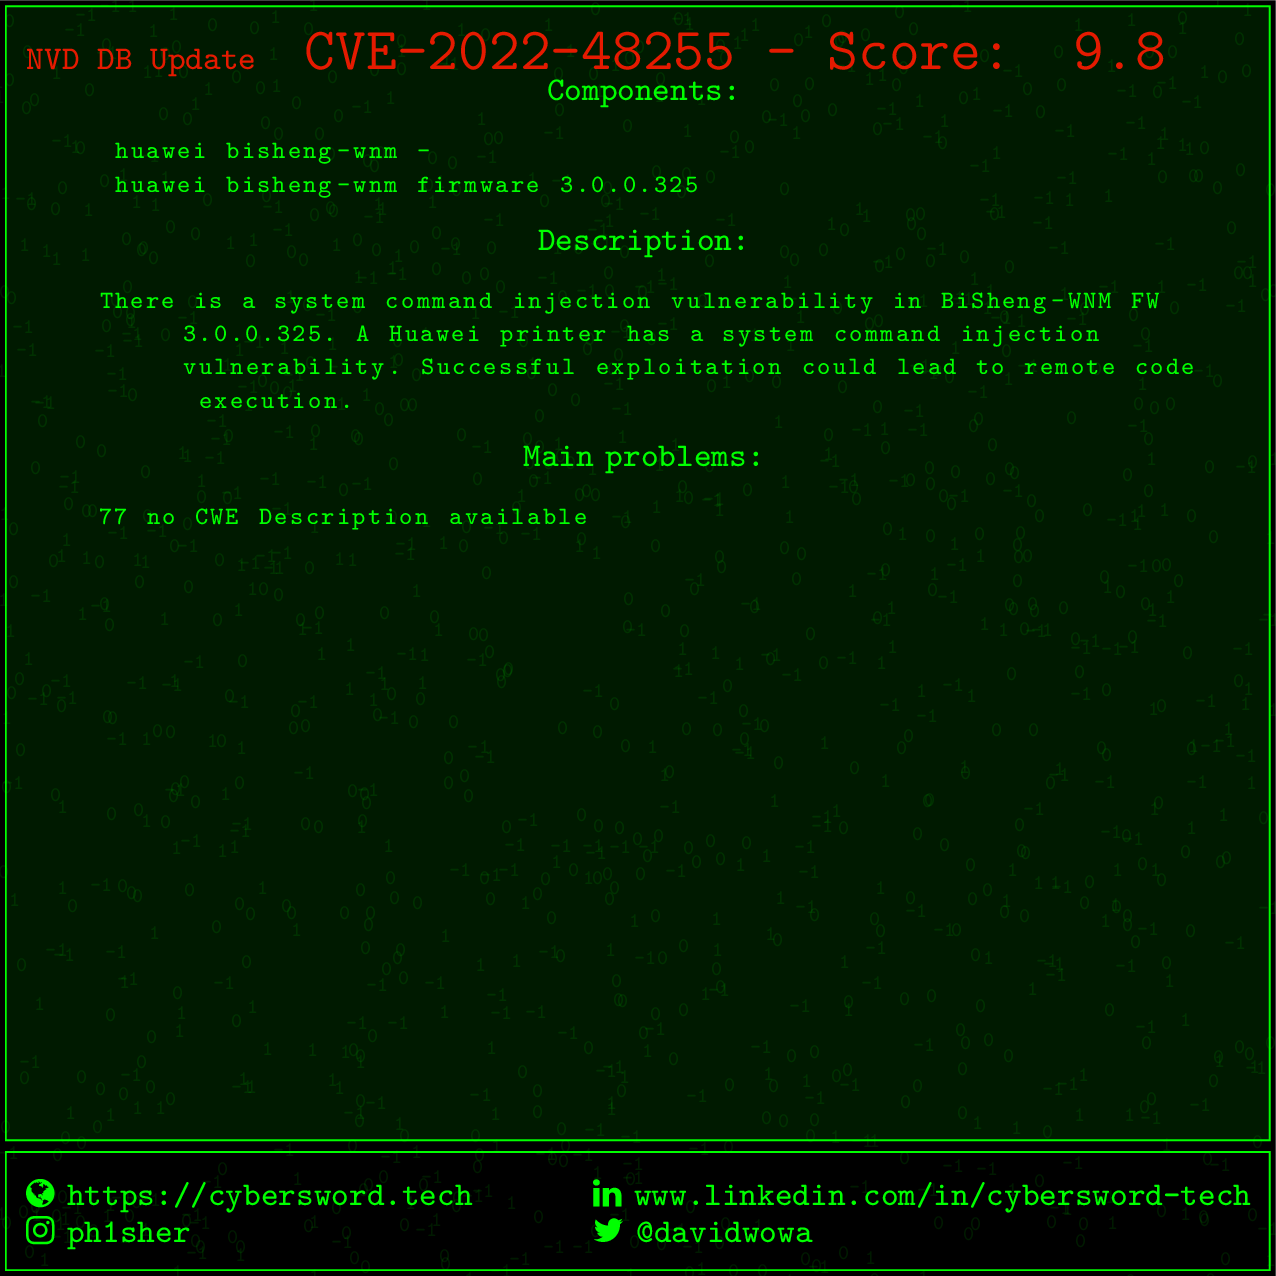 NVD DB Update CVE-2022-48255 - Score: 9.8
Components:
huawei bisheng-wnm -
huawei bisheng-wnm firmware 3.0.0.325
Description:
There is a system command injection vulnerability in BiSheng-WNM FW
3.0.0.325. A Huawei printer has a system command injection
vulnerability. Successful exploitation could lead to remote code
execution.
Main problems:
77 no CWE Description available
https://cybersword.tech www.linkedin.com/in/cybersword-tech
ph1sher @davidwowa